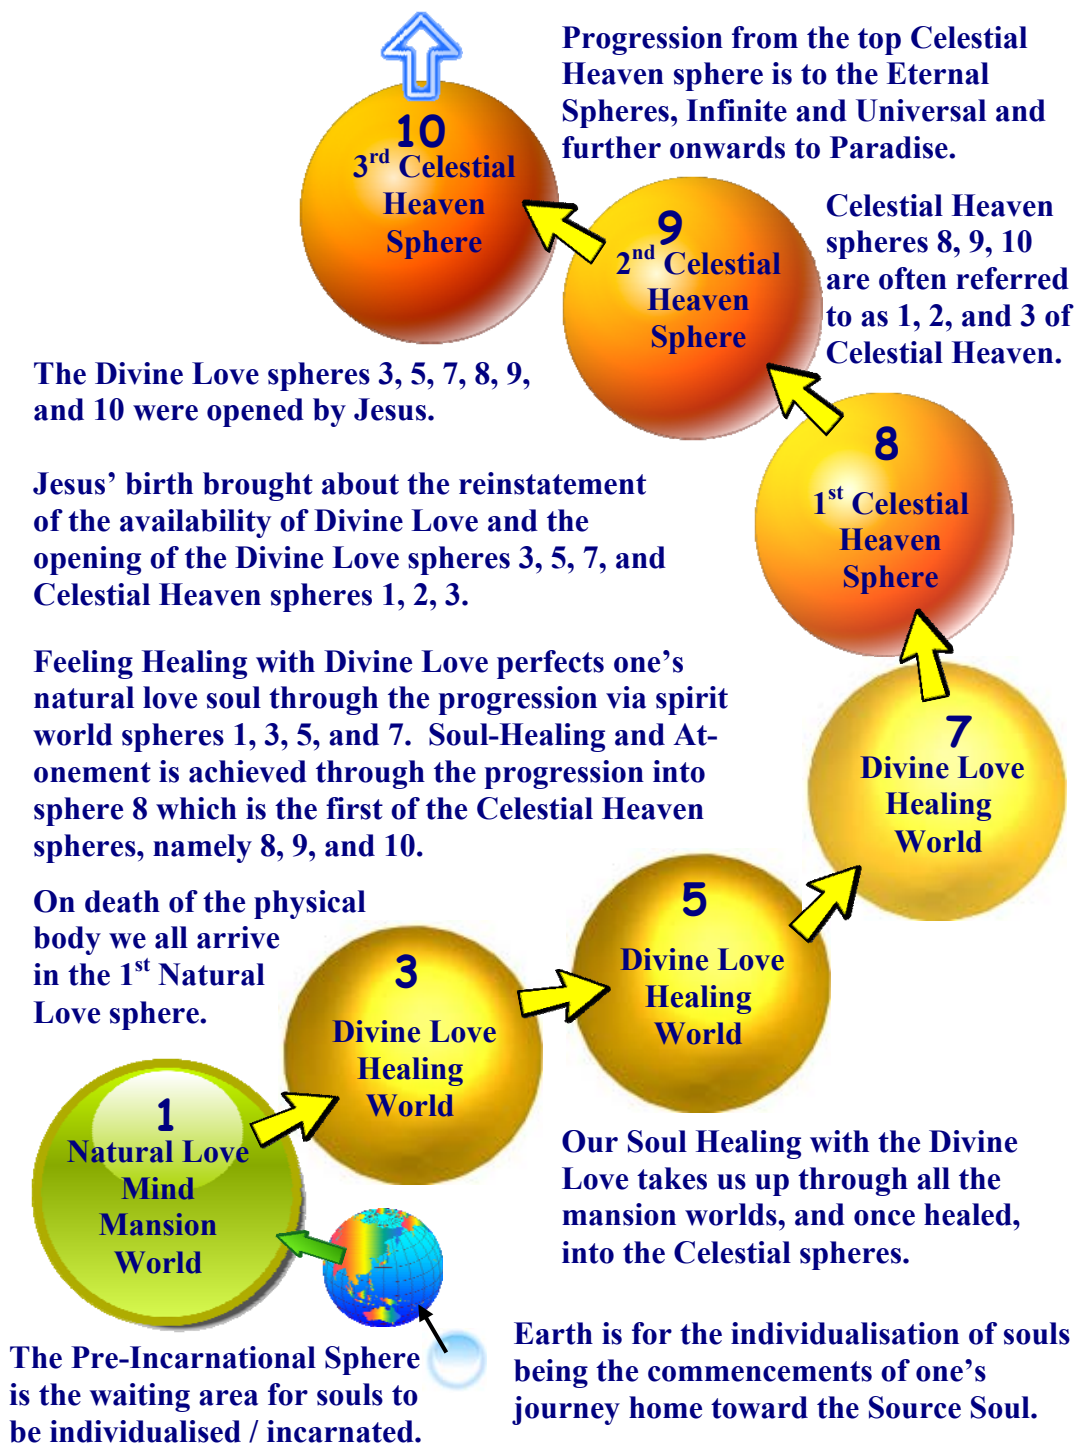 Progression from the top Celestial
Heaven sphere is to the Eternal
Spheres, Infinite and Universal and
further onwards to Paradise.
10
3rd Celestial
Heaven
Sphere
9
2nd Celestial
Heaven
Sphere
Celestial Heaven
spheres 8, 9, 10
are often referred
to as 1, 2, and 3 of
Celestial Heaven.
The Divine Love spheres 3, 5, 7, 8, 9,
and 10 were opened by Jesus.
8
1st Celestial
Heaven
Sphere
Jesus’ birth brought about the reinstatement
of the availability of Divine Love and the
opening of the Divine Love spheres 3, 5, 7, and
Celestial Heaven spheres 1, 2, 3.
Feeling Healing with Divine Love perfects one’s
natural love soul through the progression via spirit
world spheres 1, 3, 5, and 7.  Soul-Healing and At-
onement is achieved through the progression into
sphere 8 which is the first of the Celestial Heaven
spheres, namely 8, 9, and 10.
7
Divine Love
Healing
World
On death of the physical
body we all arrive
in the 1st Natural
Love sphere.
5
Divine Love
Healing
World
3
Divine Love
Healing
World
1
Natural Love
Mind
Mansion
World
Our Soul Healing with the Divine
Love takes us up through all the
mansion worlds, and once healed,
into the Celestial spheres.
The Pre-Incarnational Sphere
is the waiting area for souls to
be individualised / incarnated.
Earth is for the individualisation of souls
being the commencements of one’s
journey home toward the Source Soul.